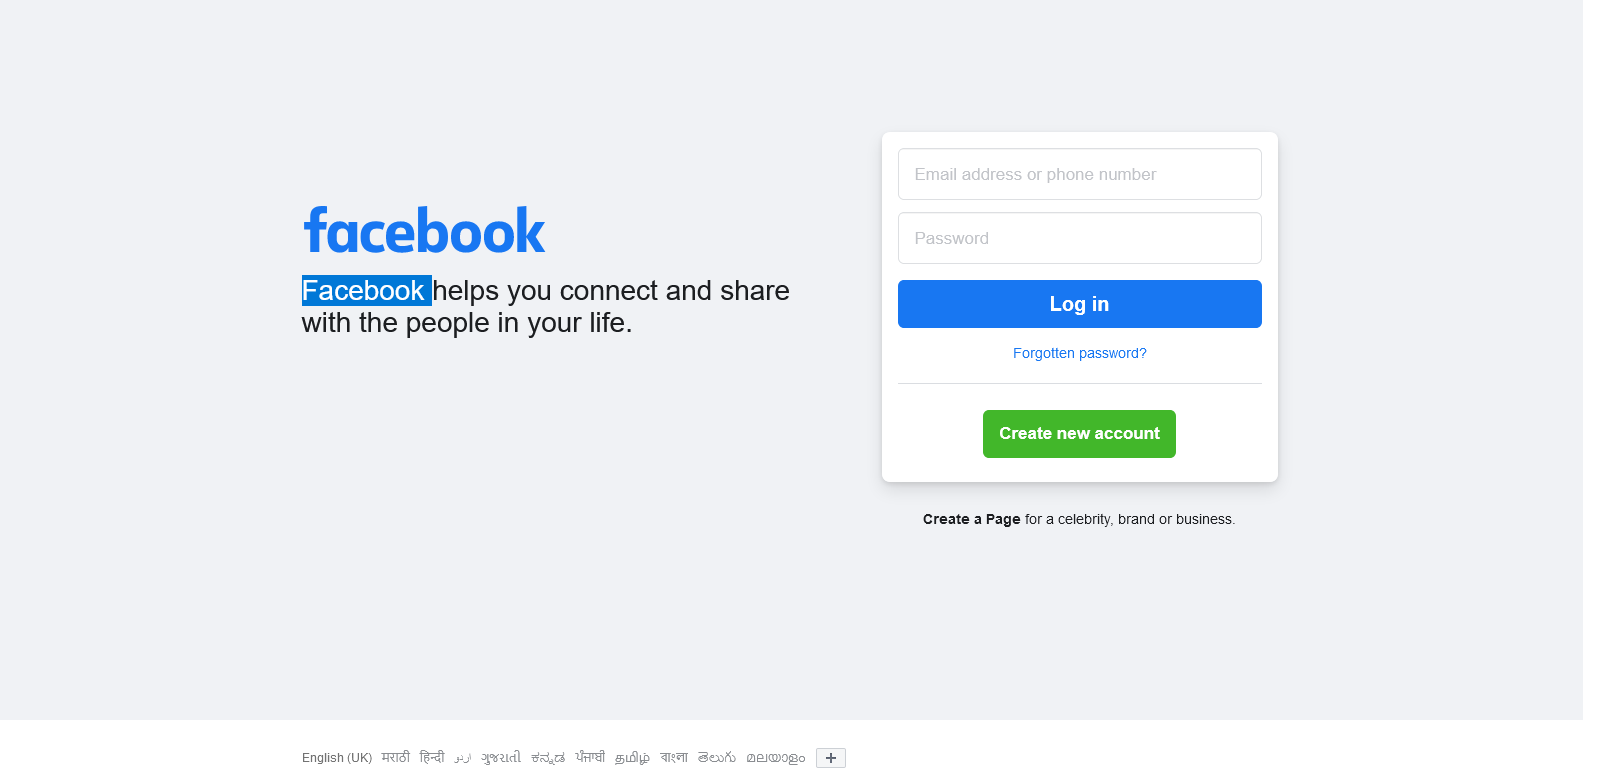 facebook
Facebook helps you connect and share
with the people in your life.
Email address or phone number
Password
Log in
Forgotten password?
Create new account
Create a Page for a celebrity, brand or business.
English (UK) मराठी हिन्दी اردو ગુજરાતી ಕನ್ನಡ ਪੰਜਾਬੀ தமிழ் বাংলা తెలుగు മലയാളം +